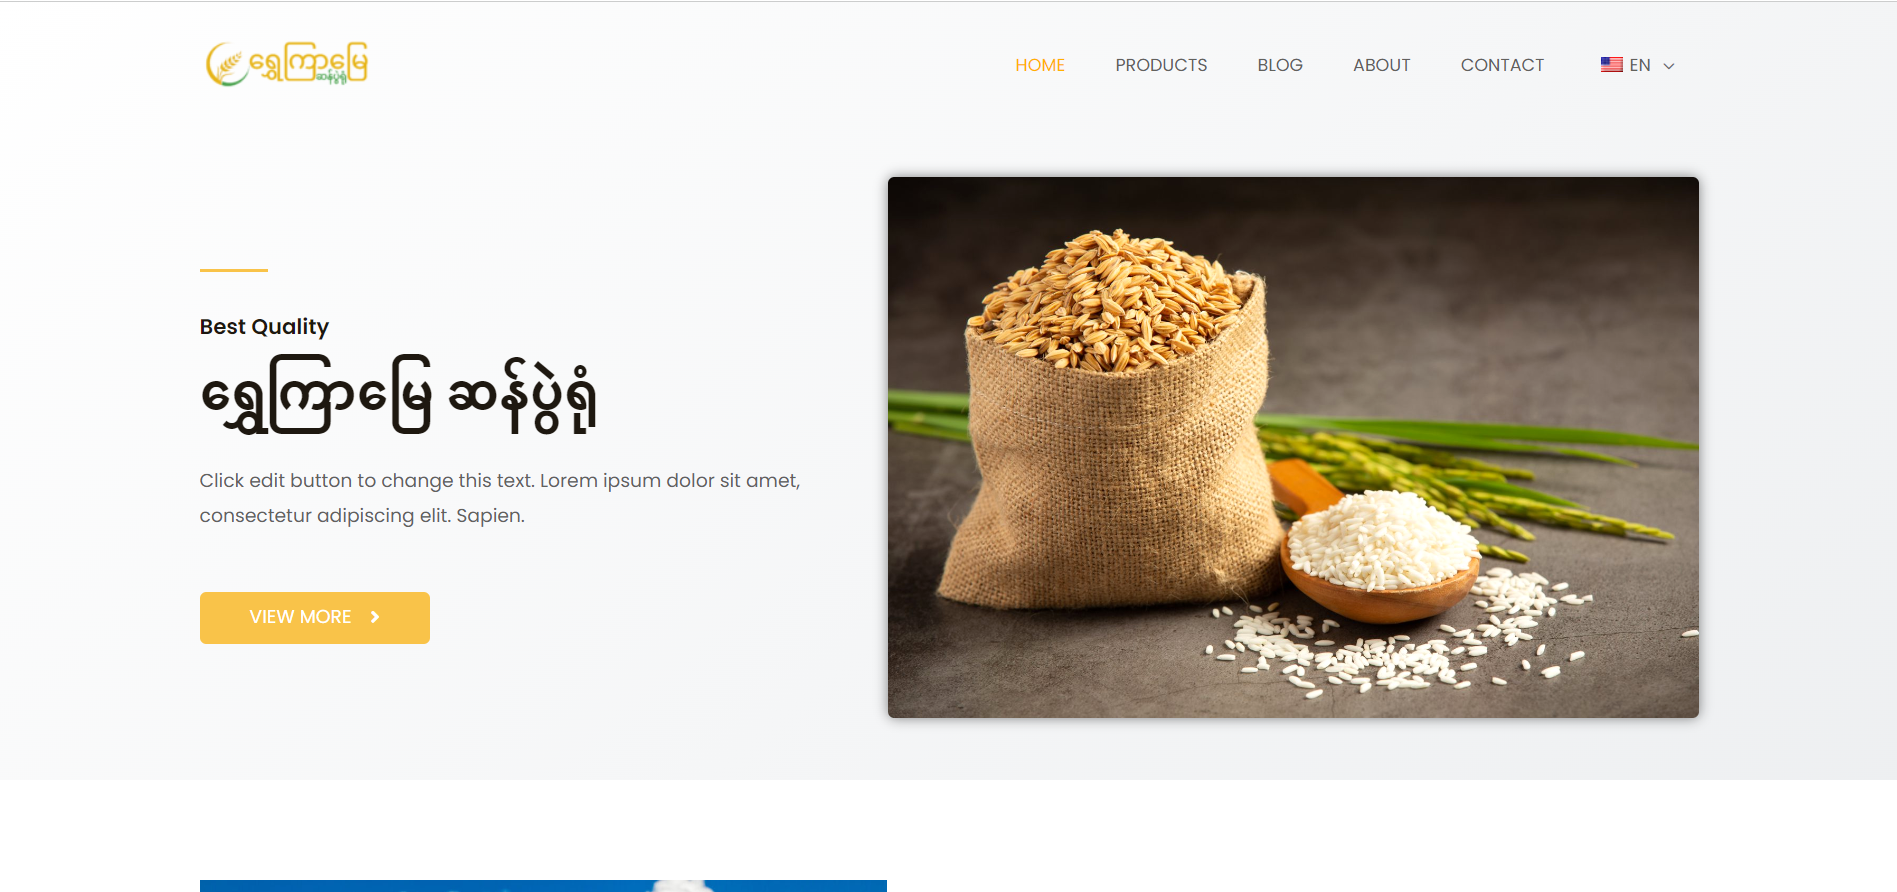 ရွှေကြာမြေ
ဆန်ပွဲရုံ
HOME
PRODUCTS
BLOG
ABOUT
CONTACT
EN
Best Quality
ရွှေကြာမြေ ဆန်ပွဲရုံ
Click edit button to change this text. Lorem ipsum dolor sit amet,
consectetur adipiscing elit. Sapien.
VIEW MORE